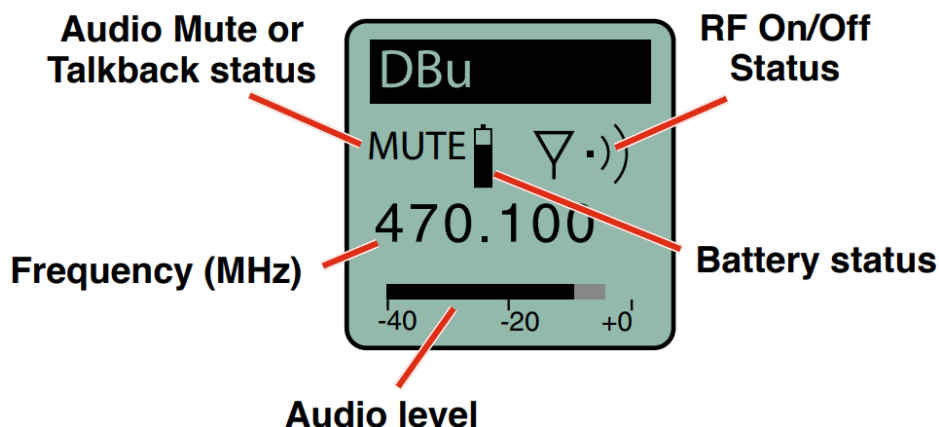 Audio Mute or
Talkback status
RF On/Off
Status
DBu
MUTE
470.100
Frequency (MHz)
Battery status
-40 -20 +0
Audio level